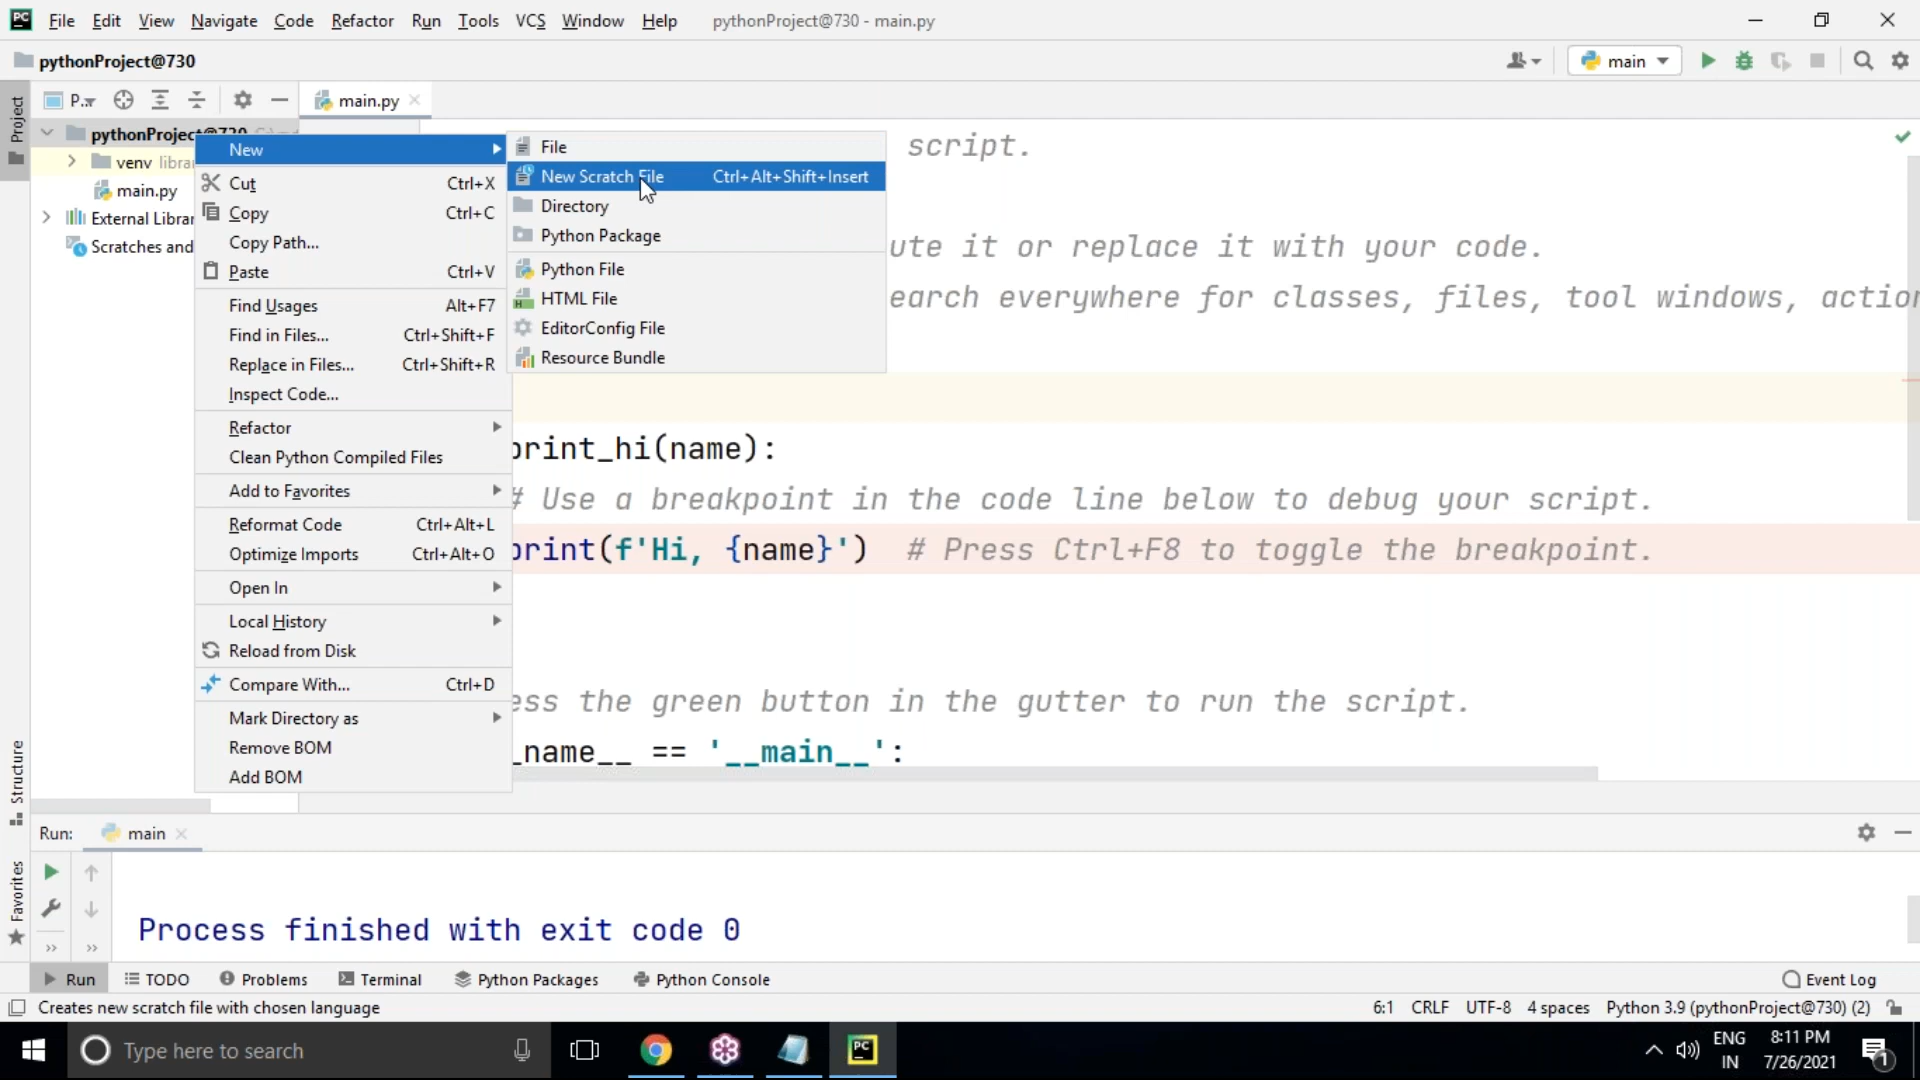 PC File Edit View Navigate Code Refactor Run Tools VCS Window Help pythonProject@730 - main.py
pythonProject@730 main
Project
P... main.py
pythonProject@730
venv
main.py
External Librar
Scratches and
New
Cut Ctrl+X
Copy Ctrl+C
Copy Path...
Paste Ctrl+V
Find Usages Alt+F7
Find in Files... Ctrl+Shift+F
Replace in Files... Ctrl+Shift+R
Inspect Code...
Refactor
Clean Python Compiled Files
Add to Favorites
Reformat Code Ctrl+Alt+L
Optimize Imports Ctrl+Alt+O
Open In
Local History
Reload from Disk
Compare With... Ctrl+D
Mark Directory as
Remove BOM
Add BOM
File
New Scratch File Ctrl+Alt+Shift+Insert
Directory
Python Package
Python File
HTML File
EditorConfig File
Resource Bundle
script.
ute it or replace it with your code.
earch everywhere for classes, files, tool windows, action
print_hi(name):
# Use a breakpoint in the code line below to debug your script.
print(f'Hi, {name}') # Press Ctrl+F8 to toggle the breakpoint.
ess the green button in the gutter to run the script.
_name__ == '__main__':
Structure
Favorites
Run: main
Process finished with exit code 0
Run TODO Problems Terminal Python Packages Python Console Event Log
Creates new scratch file with chosen language 6:1 CRLF UTF-8 4 spaces Python 3.9 (pythonProject@730) (2)
Type here to search PC ENG 8:11 PM
IN 7/26/2021 1